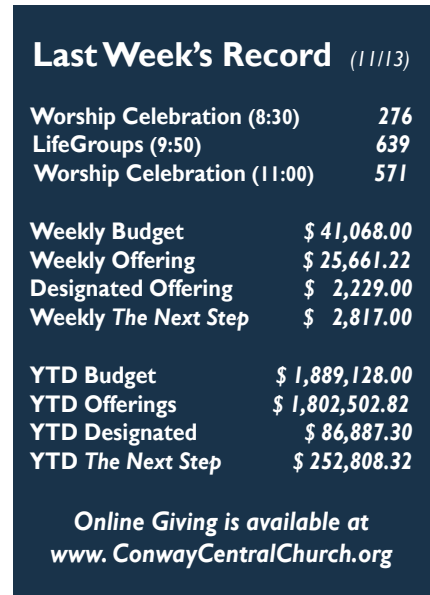 Last Week's Record (11/13)
Worship Celebration (8:30) 276
LifeGroups (9:50) 639
Worship Celebration (11:00) 571
Weekly Budget $ 41,068.00
Weekly Offering $ 25,661.22
Designated Offering $ 2,229.00
Weekly The Next Step $ 2,817.00
YTD Budget $ 1,889,128.00
YTD Offerings $ 1,802,502.82
YTD Designated $ 86,887.30
YTD The Next Step $ 252,808.32
Online Giving is available at
www. ConwayCentralChurch.org